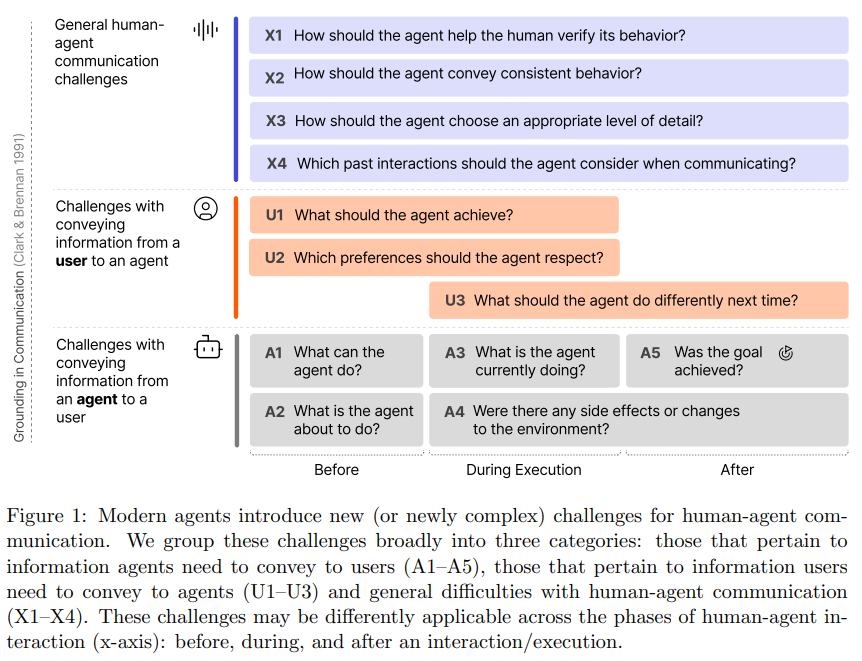 Grounding in Communication (Clark & Brennan 1991)
General human-
agent
communication
challenges
X1 How should the agent help the human verify its behavior?
X2 How should the agent convey consistent behavior?
X3 How should the agent choose an appropriate level of detail?
X4 Which past interactions should the agent consider when communicating?
Challenges with
conveying
information from a
user to an agent
U1 What should the agent achieve?
U2 Which preferences should the agent respect?
U3 What should the agent do differently next time?
Challenges with
conveying
information from
an agent to a
user
A1 What can the
agent do?
A3 What is the agent
currently doing?
A5 Was the goal
achieved?
A2 What is the agent
about to do?
A4 Were there any side effects or changes
to the environment?
Before
During Execution
After
Figure 1: Modern agents introduce new (or newly complex) challenges for human-agent com-
munication. We group these challenges broadly into three categories: those that pertain to
information agents need to convey to users (A1–A5), those that pertain to information users
need to convey to agents (U1–U3) and general difficulties with human-agent communication
(X1–X4). These challenges may be differently applicable across the phases of human-agent in-
teraction (x-axis): before, during, and after an interaction/execution.